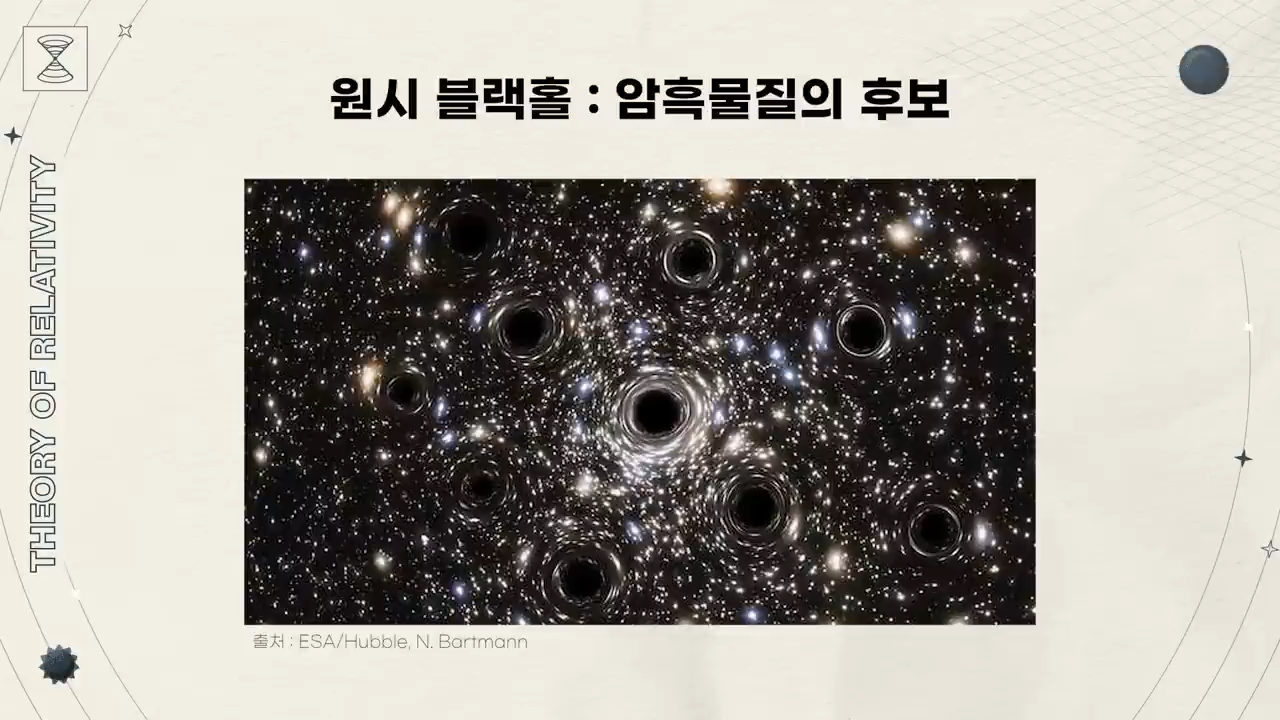 원시 블랙홀 : 암흑물질의 후보
THEORY OF RELATIVITY
출처 : ESA/Hubble, N. Bartmann